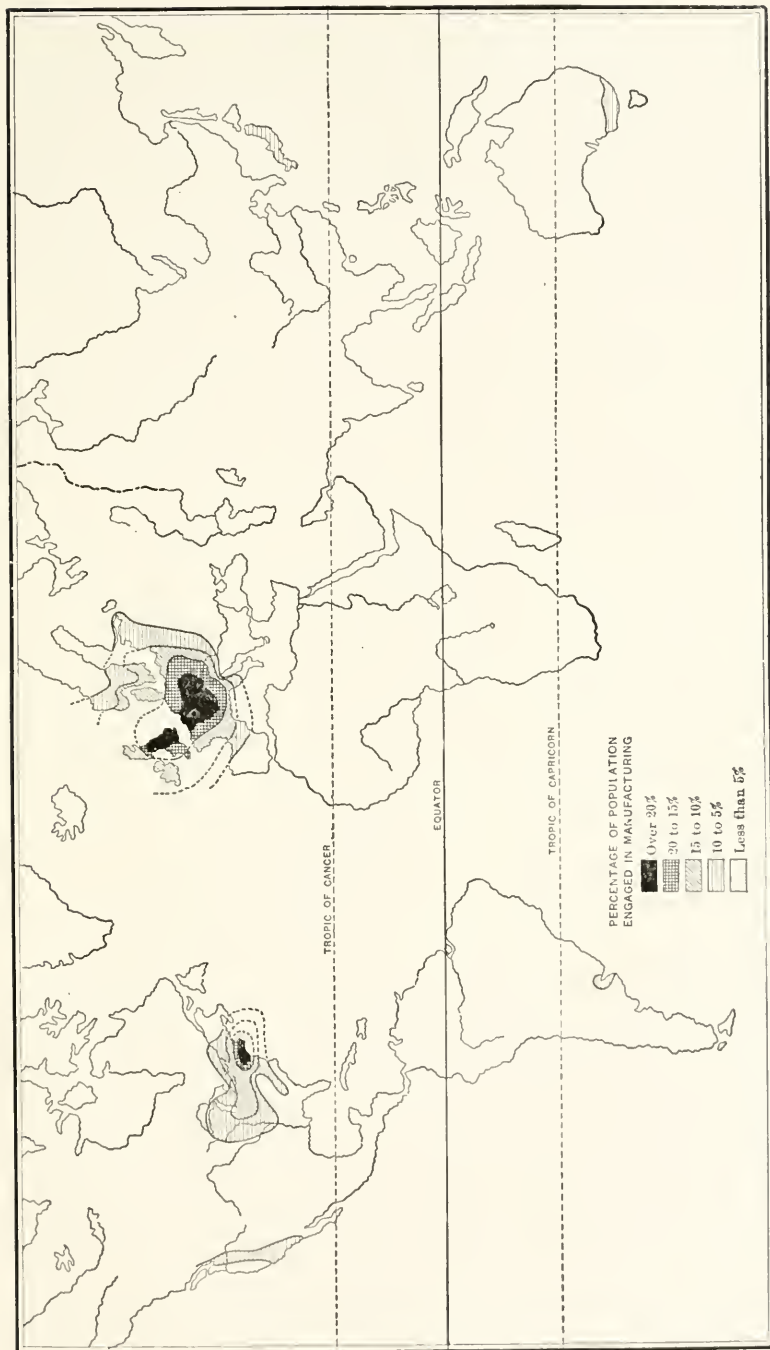 TROPIC OF CANCER
EQUATOR
TROPIC OF CAPRICORN
PERCENTAGE OF POPULATION
ENGAGED IN MANUFACTURING
Over 20%
20 to 15%
15 to 10%
10 to 5%
Less than 5%